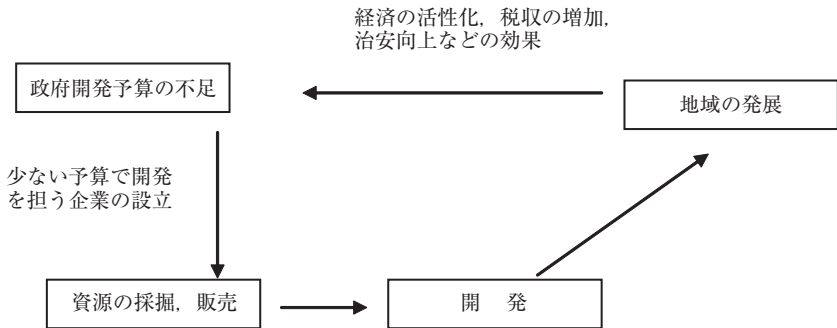 経済の活性化，税収の増加，
治安向上などの効果
政府開発予算の不足
地域の発展
少ない予算で開発
を担う企業の設立
資源の採掘，販売
開　発